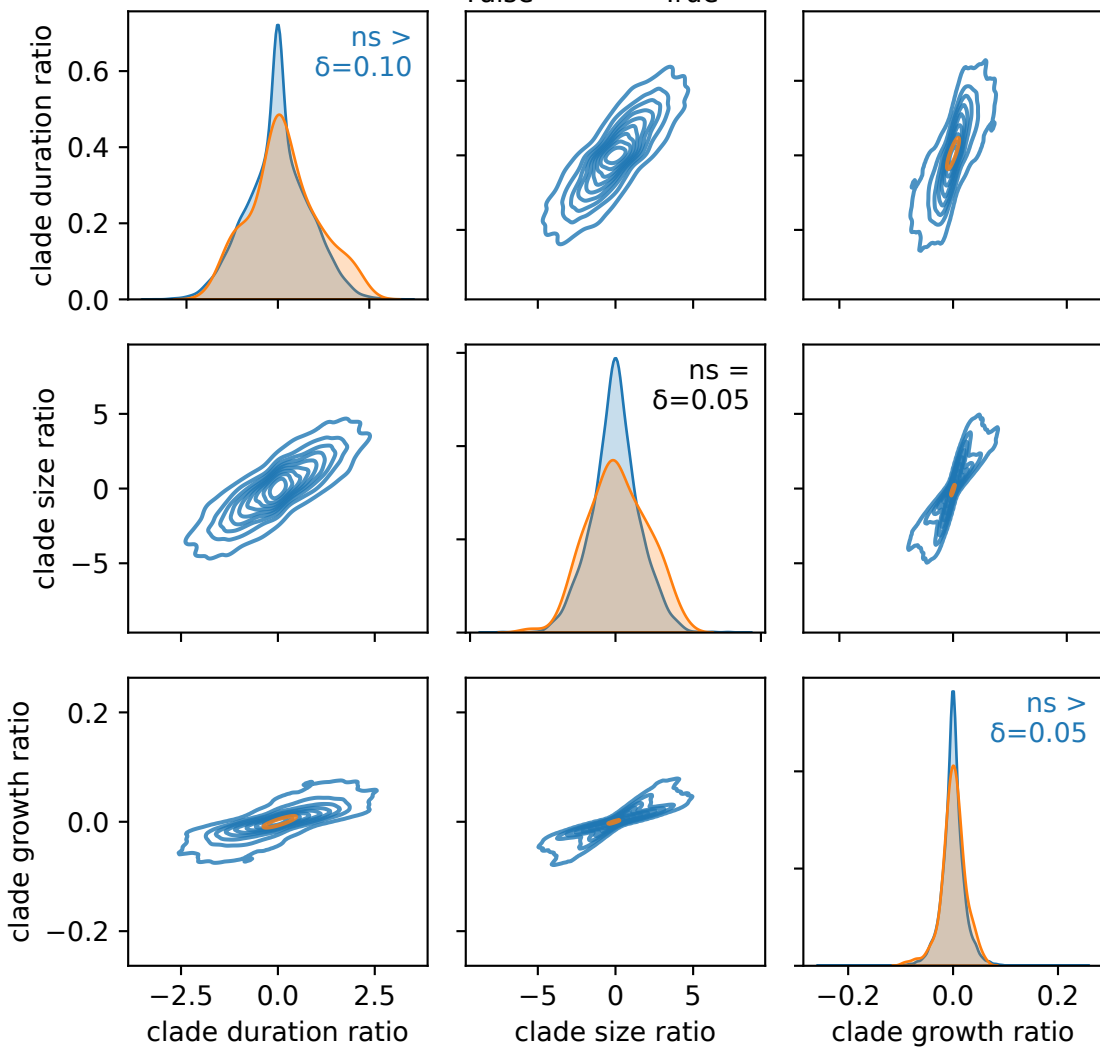 clade duration ratio
0.6
0.4
0.2
0.0
ns >
δ=0.10
clade size ratio
5
0
−5
ns =
δ=0.05
clade growth ratio
0.2
0.0
−0.2
ns >
δ=0.05
−2.5 0.0 2.5
−5 0 5
−0.2 0.0 0.2
clade duration ratio
clade size ratio
clade growth ratio